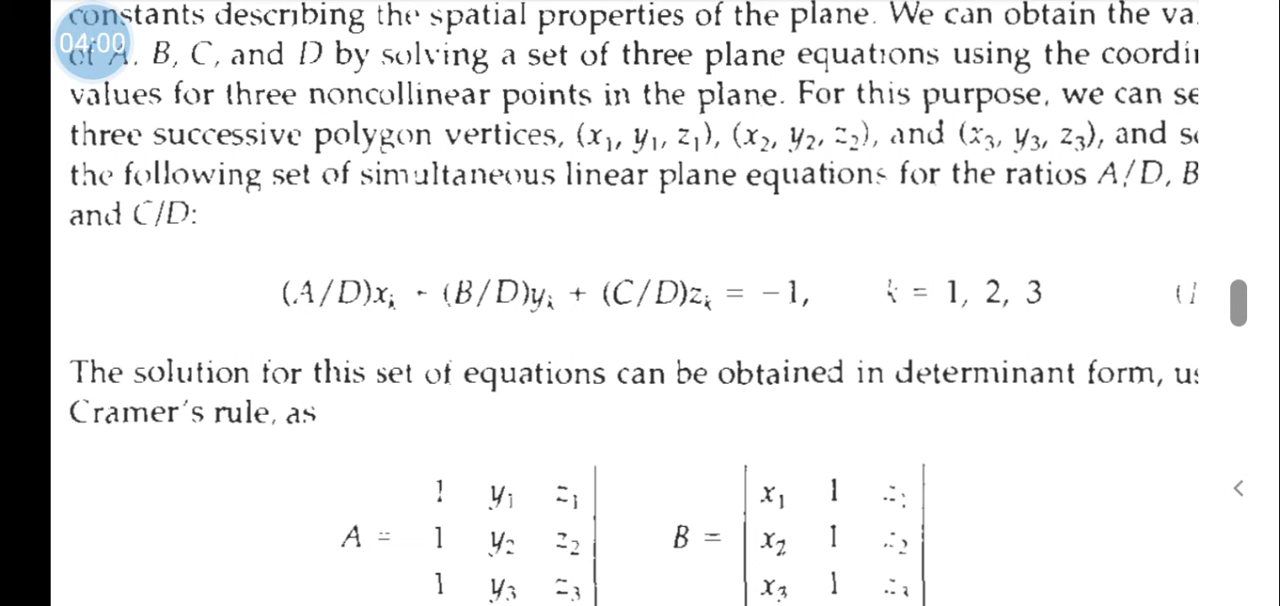 constants describing the spatial properties of the plane. We can obtain the va
04:00
of A, B, C, and D by solving a set of three plane equations using the coordi
values for three noncollinear points in the plane. For this purpose, we can se
three successive polygon vertices, (x₁, y₁, z₁), (x₂, y₂, z₂), and (x₃, y₃, z₃), and s
the following set of simultaneous linear plane equations for the ratios A/D, B
and C/D:
(A/D)xₖ + (B/D)yₖ + (C/D)zₖ = −1, k = 1, 2, 3
The solution for this set of equations can be obtained in determinant form, us
Cramer's rule, as
1 y₁ z₁ | | x₁ 1 z₁ |
A = 1 y₂ z₂ | B = | x₂ 1 z₂ |
1 y₃ z₃ | | x₃ 1 z₃ |